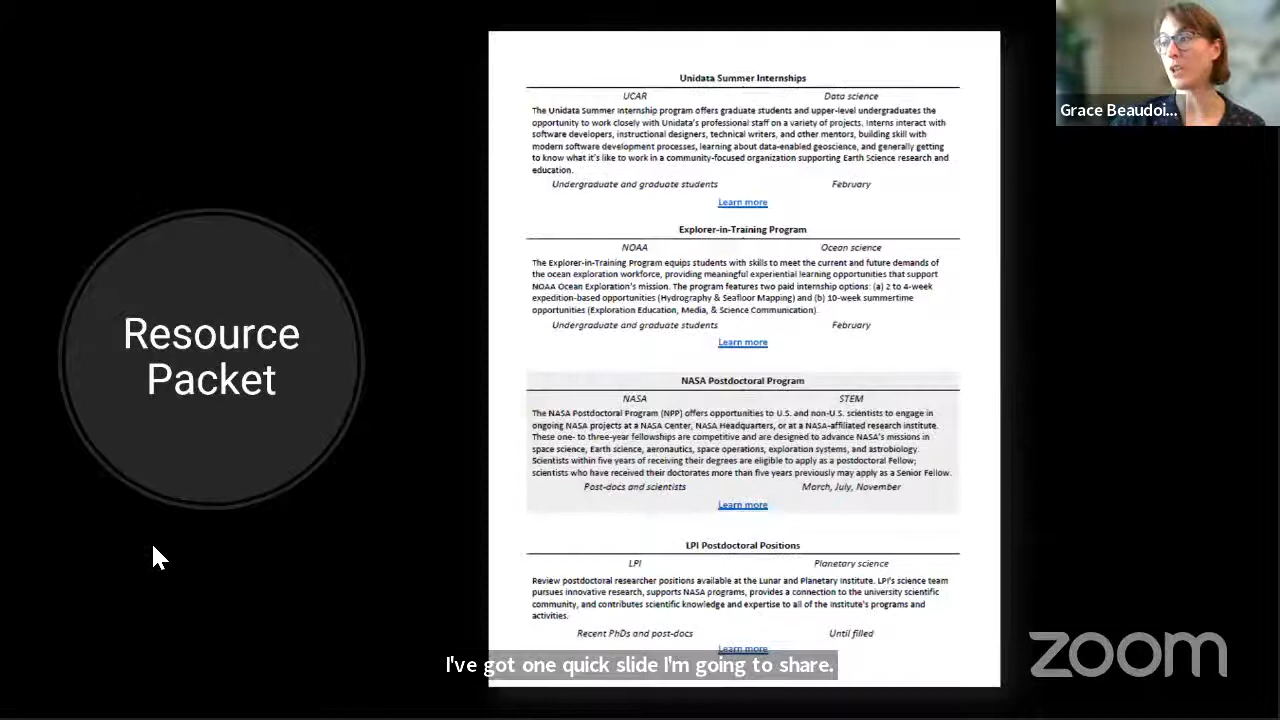 Resource
Packet
Unidata Summer Internships
UCAR Data science
The Unidata Summer Internship program offers graduate students and upper-level undergraduates the
opportunity to work closely with Unidata's professional staff on a variety of projects. Interns interact with
software developers, instructional designers, technical writers, and other mentors, building skill with
modern software development processes, learning about data-enabled geoscience, and generally getting
to know what it's like to work in a community-focused organization supporting Earth Science research and
education.
Undergraduate and graduate students February
Learn more
Explorer-in-Training Program
NOAA Ocean science
The Explorer-in-Training Program equips students with skills to meet the current and future demands of
the ocean exploration workforce, providing meaningful experiential learning opportunities that support
NOAA Ocean Exploration's mission. The program features two paid internship options: (a) 2 to 4-week
expedition-based opportunities (Hydrography & Seafloor Mapping) and (b) 10-week summertime
opportunities (Exploration Education, Media, & Science Communication).
Undergraduate and graduate students February
Learn more
NASA Postdoctoral Program
NASA STEM
The NASA Postdoctoral Program (NPP) offers opportunities to U.S. and non-U.S. scientists to engage in
ongoing NASA projects at a NASA Center, NASA Headquarters, or at a NASA-affiliated research institute.
These one- to three-year fellowships are competitive and are designed to advance NASA's missions in
space science, Earth science, aeronautics, space operations, exploration systems, and astrobiology.
Scientists within five years of receiving their degrees are eligible to apply as a postdoctoral Fellow;
scientists who have received their doctorates more than five years previously may apply as a Senior Fellow.
Post-docs and scientists March, July, November
Learn more
LPI Postdoctoral Positions
LPI Planetary science
Review postdoctoral researcher positions available at the Lunar and Planetary Institute. LPI's science team
pursues innovative research, supports NASA programs, provides a connection to the university scientific
community, and contributes scientific knowledge and expertise to all of the Institute's programs and
activities.
Recent PhDs and post-docs Until filled
Learn more
I've got one quick slide I'm going to share.
Grace Beaudoi...
zoom